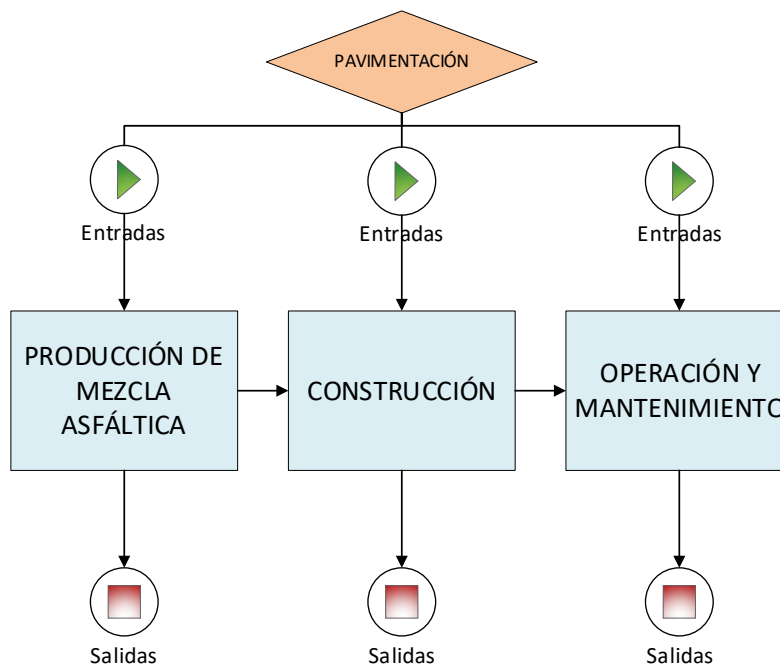 PAVIMENTACIÓN
Entradas
Entradas
Entradas
PRODUCCIÓN DE
MEZCLA
ASFÁLTICA
CONSTRUCCIÓN
OPERACIÓN Y
MANTENIMIENTO
Salidas
Salidas
Salidas